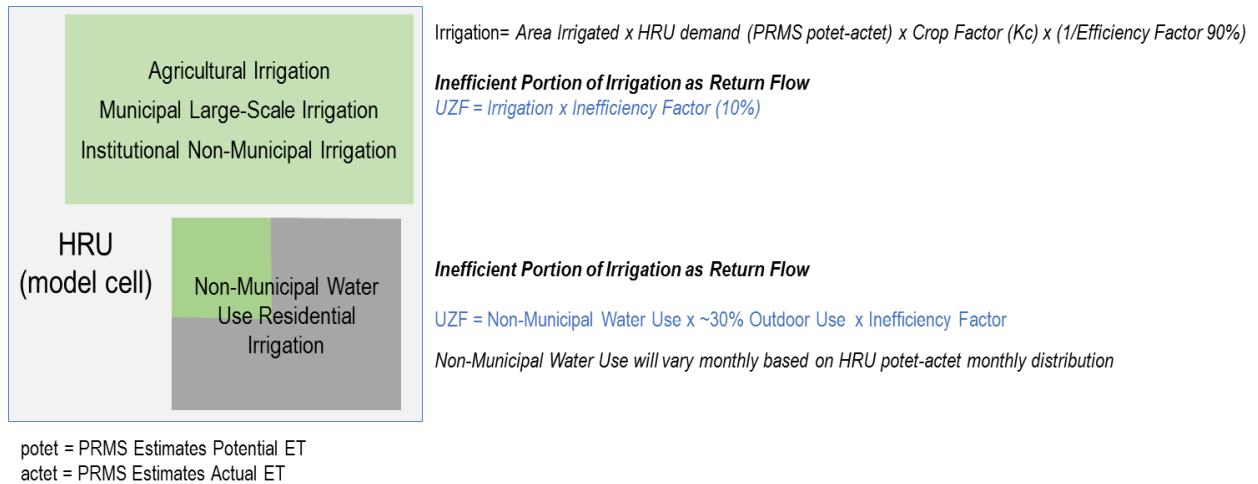 Irrigation= Area Irrigated x HRU demand (PRMS potet-actet) x Crop Factor (Kc) x (1/Efficiency Factor 90%)
Agricultural Irrigation
Municipal Large-Scale Irrigation
Institutional Non-Municipal Irrigation
Inefficient Portion of Irrigation as Return Flow
UZF = Irrigation x Inefficiency Factor (10%)
HRU
(model cell)
Non-Municipal Water
Use Residential
Irrigation
Inefficient Portion of Irrigation as Return Flow
UZF = Non-Municipal Water Use x ~30% Outdoor Use x Inefficiency Factor
Non-Municipal Water Use will vary monthly based on HRU potet-actet monthly distribution
potet = PRMS Estimates Potential ET
actet = PRMS Estimates Actual ET